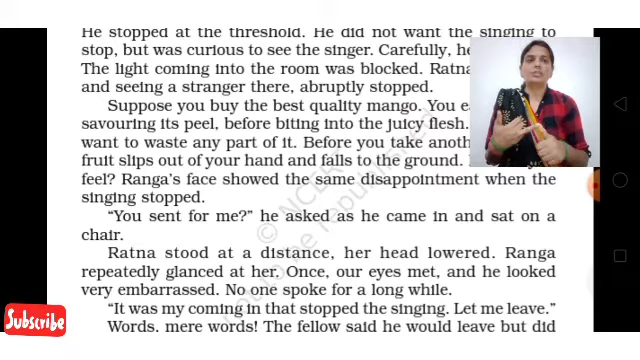 He stopped at the threshold. He did not want the singing to
stop, but was curious to see the singer. Carefully, he
The light coming into the room was blocked. Ratna
and seeing a stranger there, abruptly stopped.
Suppose you buy the best quality mango. You
savouring its peel, before biting into the juicy flesh.
want to waste any part of it. Before you take
fruit slips out of your hand and falls to the ground.
feel? Ranga's face showed the same disappointment when the
singing stopped.
"You sent for me?" he asked as he came in and sat on a
chair.
Ratna stood at a distance, her head lowered. Ranga
repeatedly glanced at her. Once, our eyes met, and he looked
very embarrassed. No one spoke for a long while.
"It was my coming in that stopped the singing. Let me leave."
Words, mere words! The fellow said he would leave but did
© NCERT
not to be republished
Subscribe